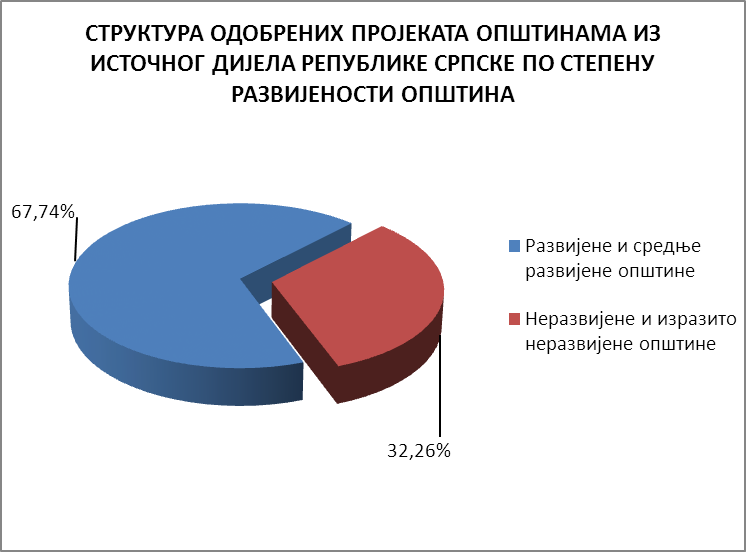 СТРУКТУРА ОДОБРЕНИХ ПРОЈЕКАТА ОПШТИНАМА ИЗ
ИСТОЧНОГ ДИЈЕЛА РЕПУБЛИКЕ СРПСКЕ ПО СТЕПЕНУ
РАЗВИЈЕНОСТИ ОПШТИНА
67,74%
Развијене и средње
развијене општине
Неразвијене и изразито
неразвијене општине
32,26%